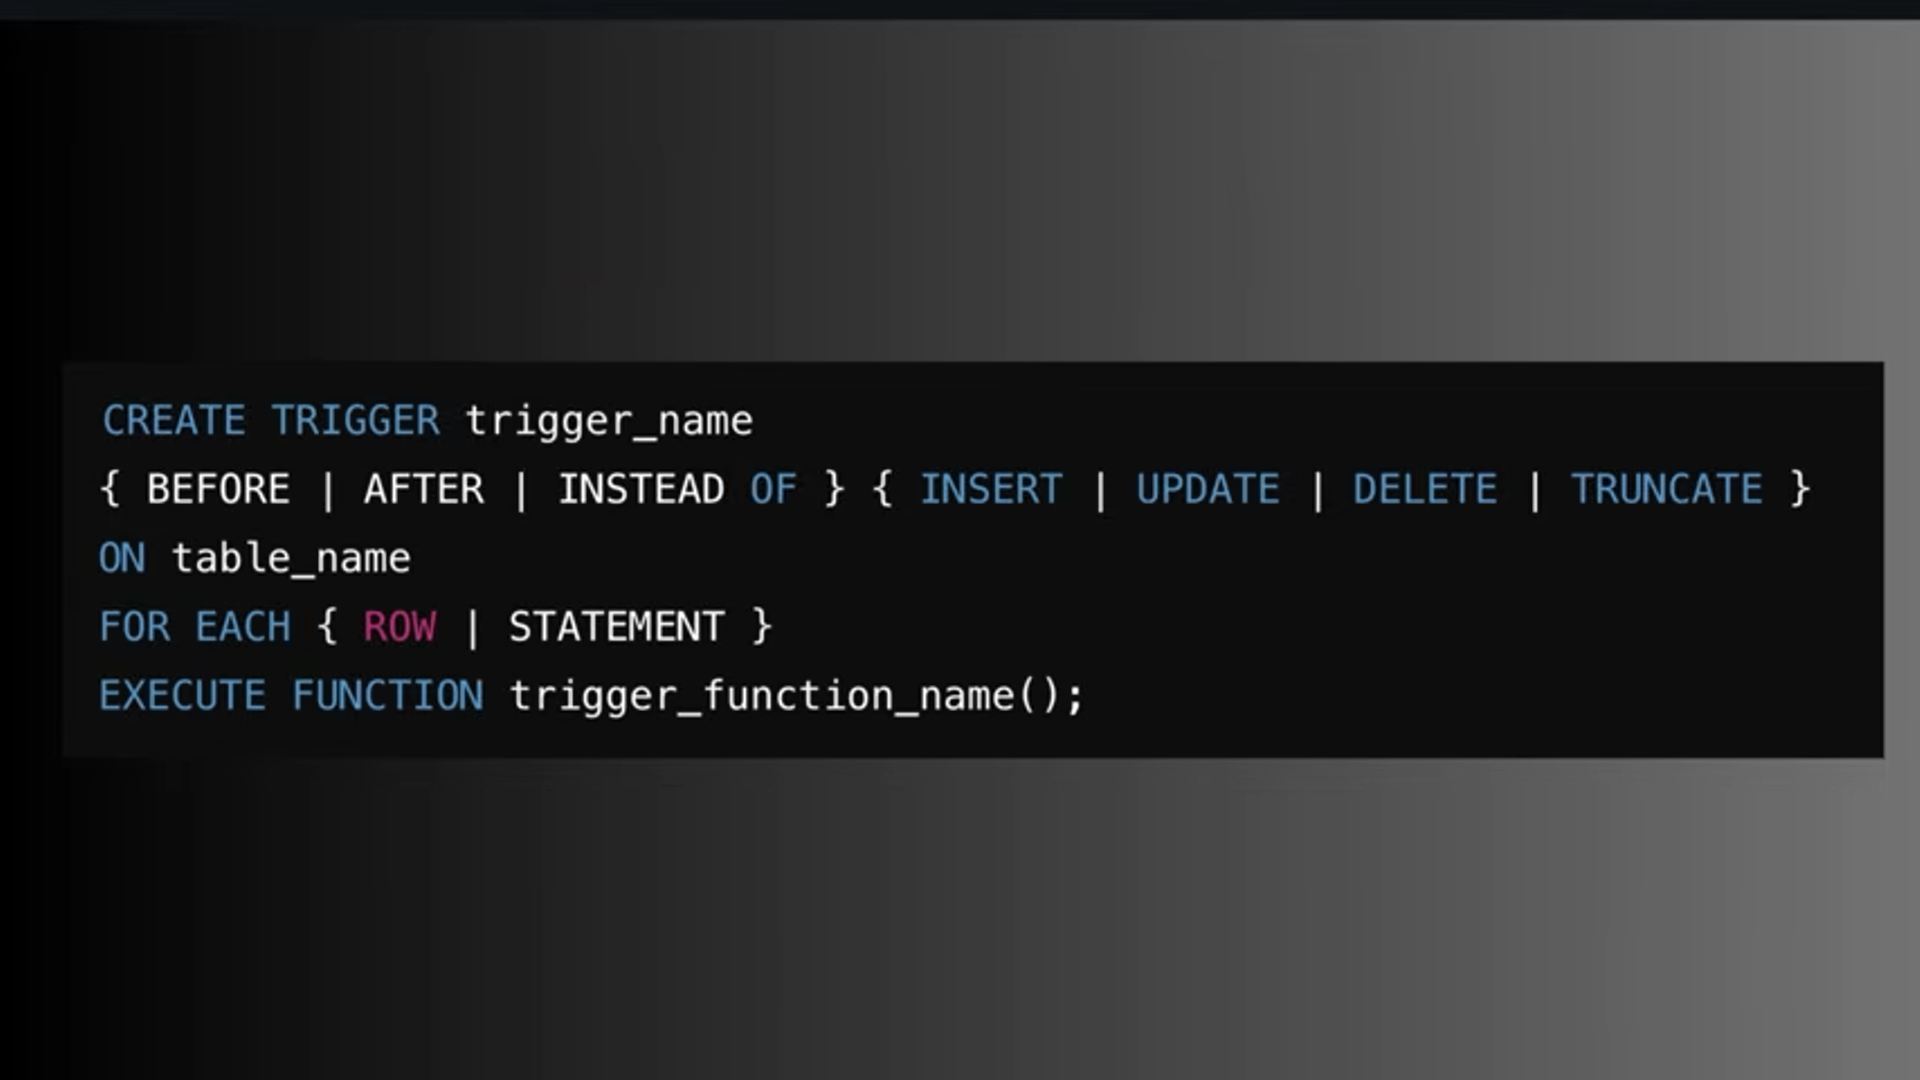 CREATE TRIGGER trigger_name
{ BEFORE | AFTER | INSTEAD OF } { INSERT | UPDATE | DELETE | TRUNCATE }
ON table_name
FOR EACH { ROW | STATEMENT }
EXECUTE FUNCTION trigger_function_name();